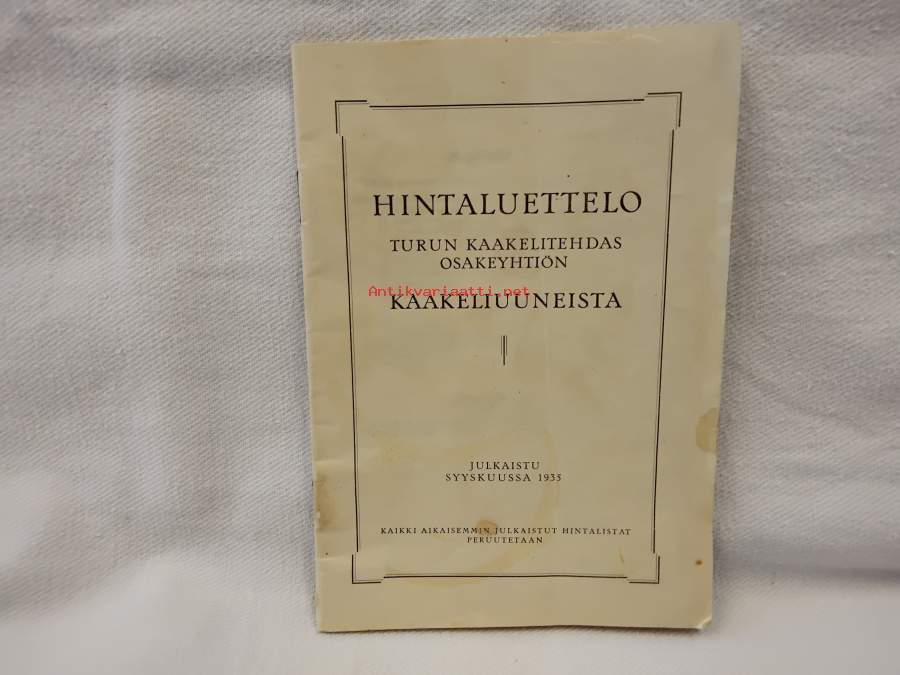 HINTALUETTELO
TURUN KAAKELITEHDAS
OSAKEYHTIÖN
Antikvariaatti.net
KAAKELIUUNEISTA
JULKAISTU
SYYSKUUSSA 1935
KAIKKI AIKAISEMMIN JULKAISTUT HINTALISTAT
PERUUTETAAN